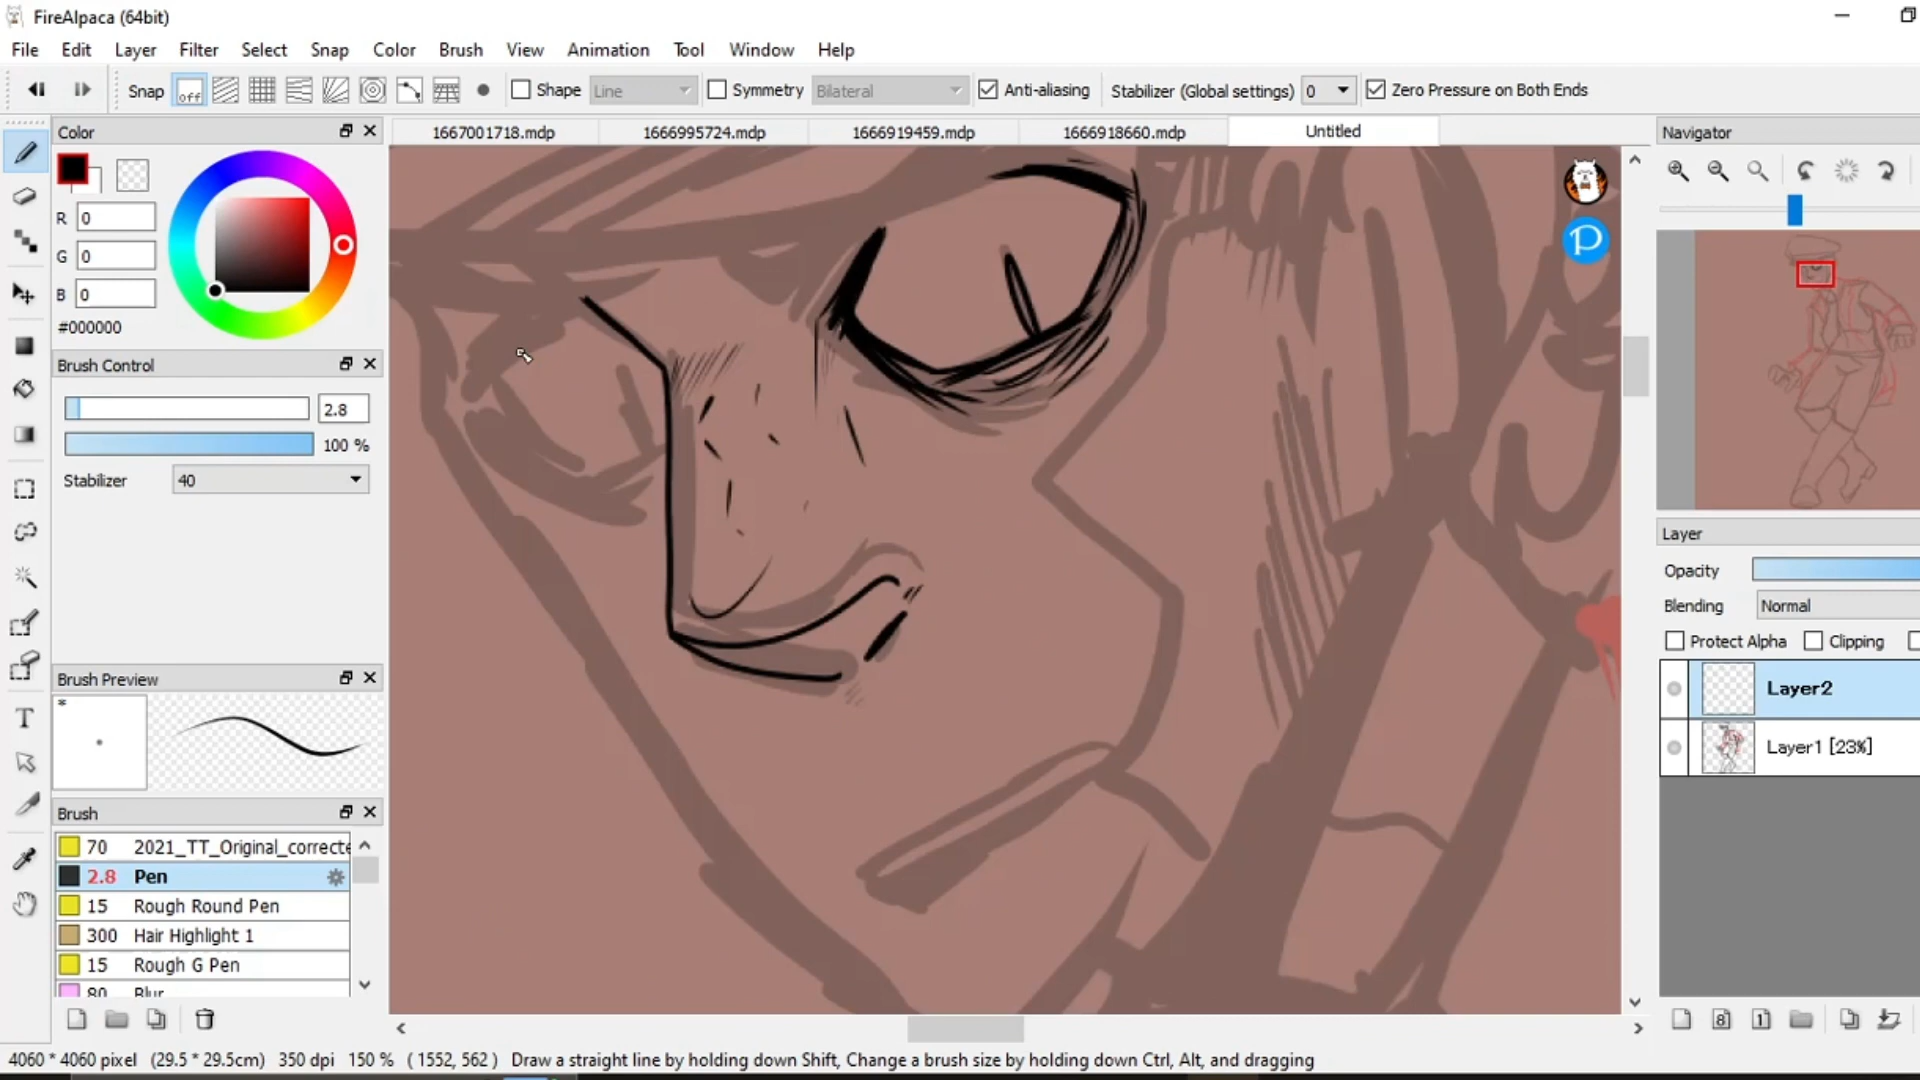 FireAlpaca (64bit)
File Edit Layer Filter Select Snap Color Brush View Animation Tool Window Help
Snap off Shape Line Symmetry Bilateral Anti-aliasing Stabilizer (Global settings) 0 Zero Pressure on Both Ends
Color
1667001718.mdp 1666995724.mdp 1666919459.mdp 1666918660.mdp Untitled
Navigator
R 0
G 0
B 0
#000000
P
Brush Control
2.8
100 %
Stabilizer 40
Layer
Opacity
Blending Normal
Protect Alpha Clipping
Layer2
Layer1 [23%]
Brush Preview
*
Brush
70 2021_TT_Original_correcte
2.8 Pen
15 Rough Round Pen
300 Hair Highlight 1
15 Rough G Pen
80 Blur
T
8 1
4060 * 4060 pixel (29.5 * 29.5cm) 350 dpi 150 % ( 1552, 562 ) Draw a straight line by holding down Shift, Change a brush size by holding down Ctrl, Alt, and dragging